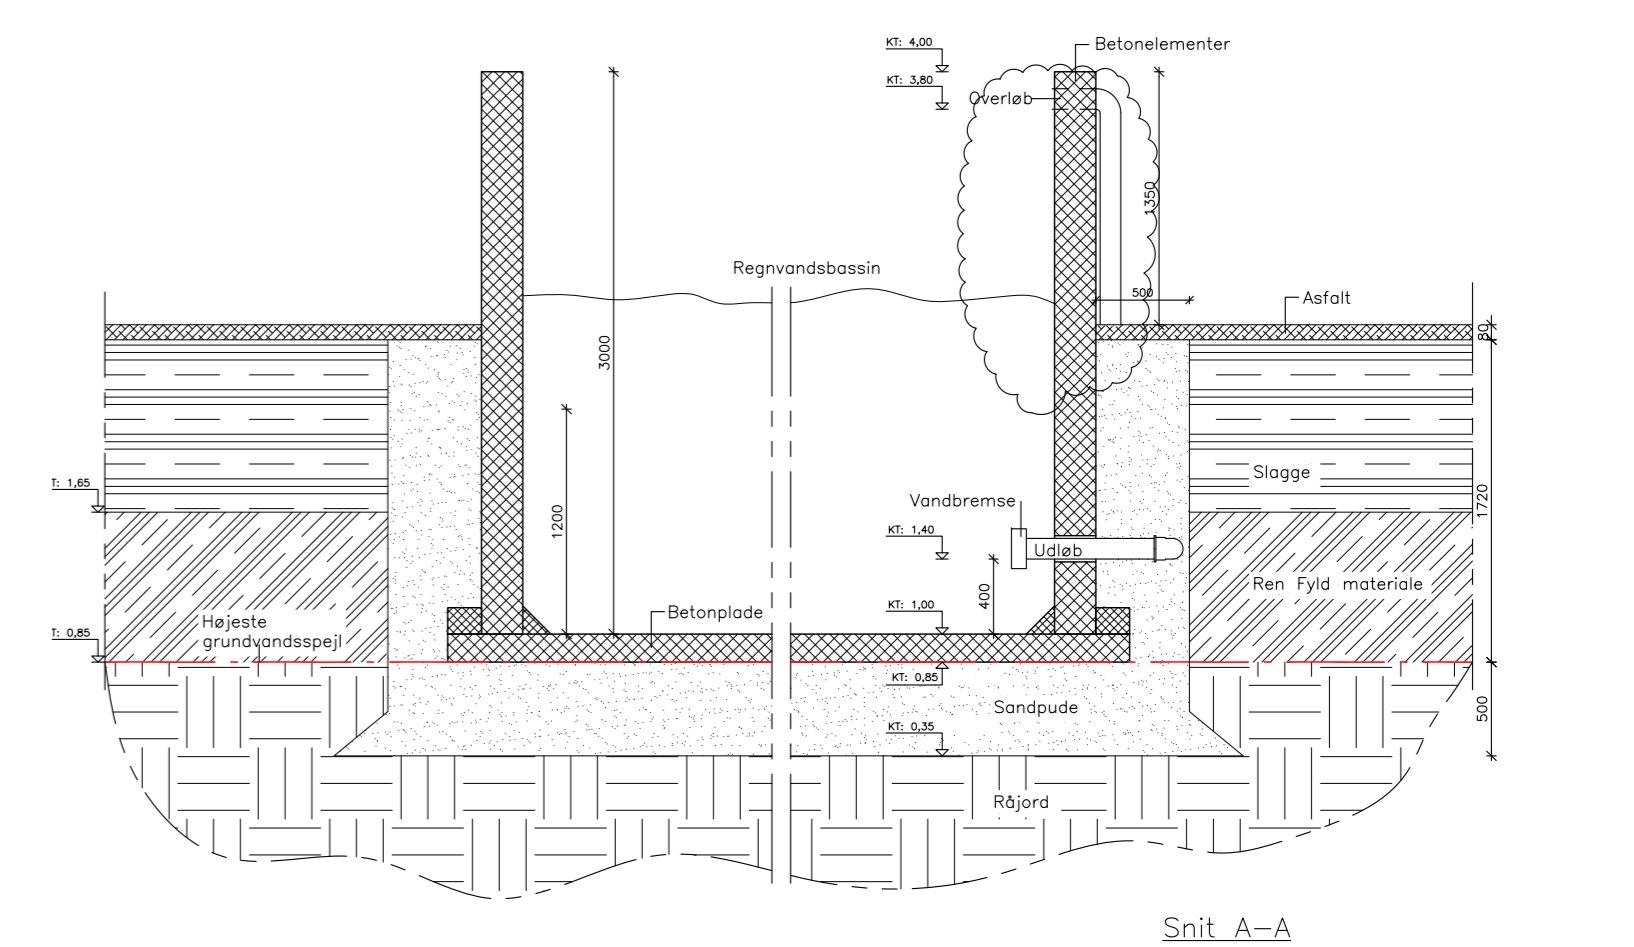 KT: 4,00
Betonelementer
KT: 3,80
Overløb
1350
Regnvandsbassin
500
Asfalt
80
3000
Slagge
T: 1,65
1720
1200
Vandbremse
KT: 1,40
Udløb
400
Ren Fyld materiale
KT: 1,00
Betonplade
Højeste
grundvandsspejl
T: 0,85
KT: 0,85
Sandpude
500
KT: 0,35
Råjord
Snit A-A